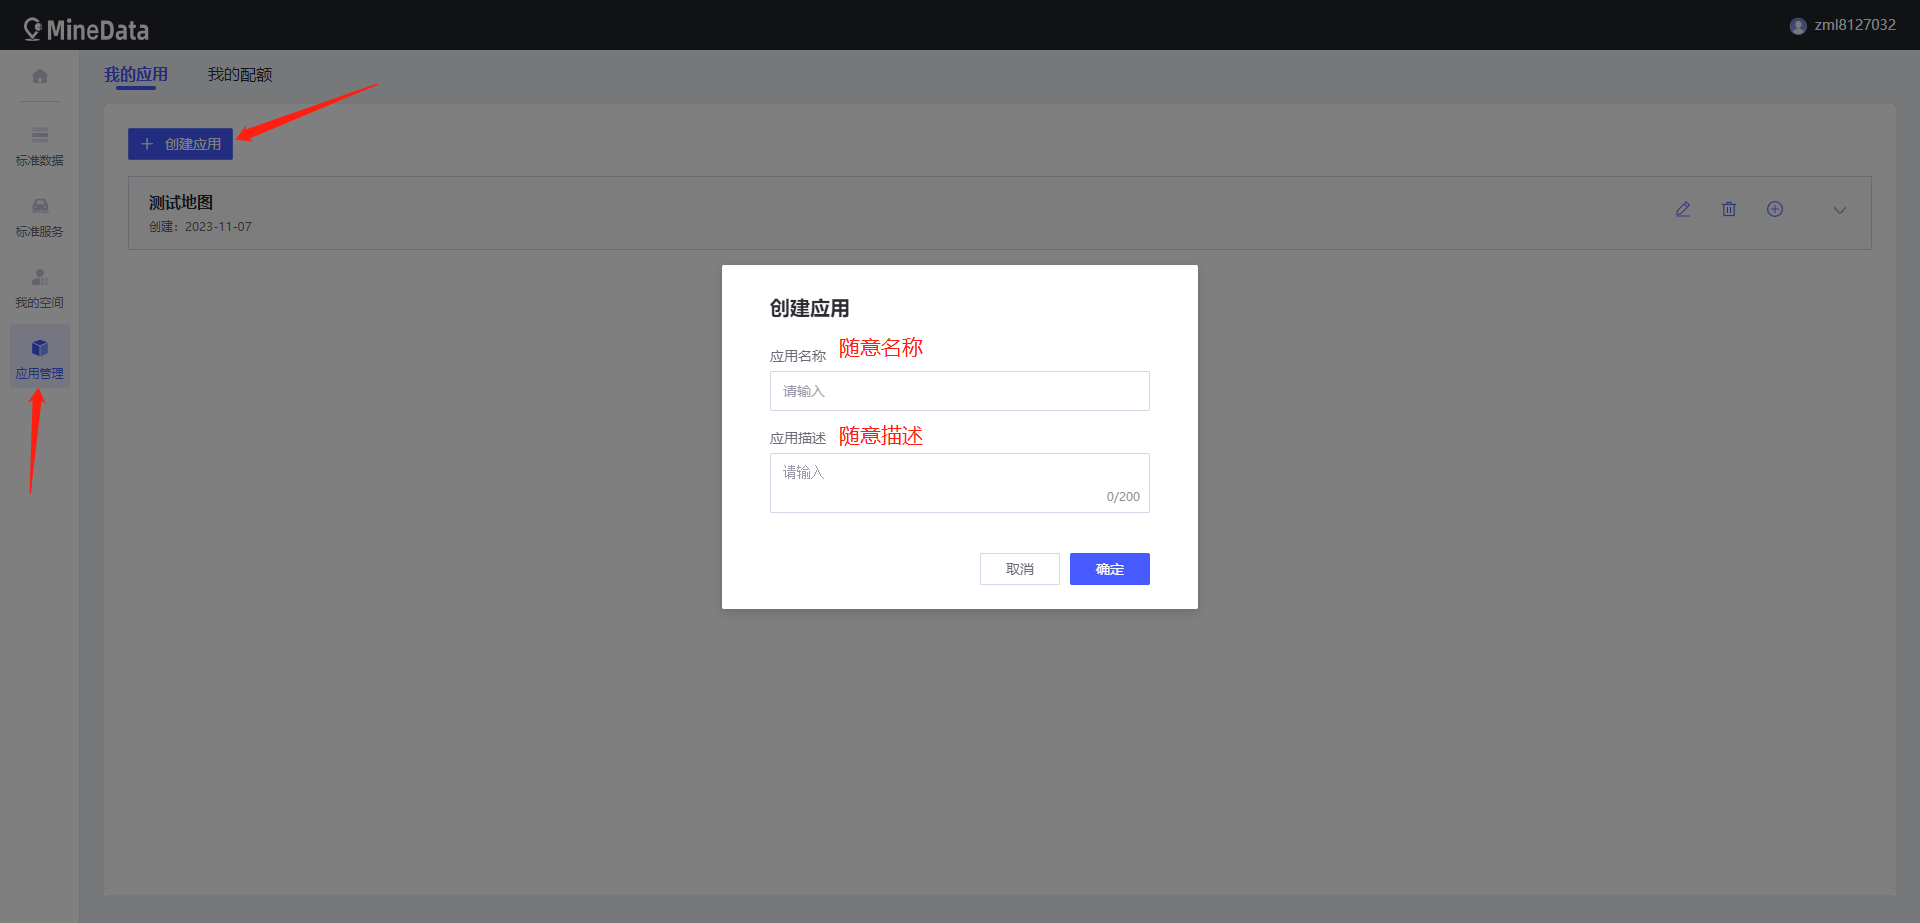 MineData
zml8127032
我的应用
我的配额
创建应用
标准数据
标准服务
我的空间
应用管理
测试地图
创建：2023-11-07
创建应用
应用名称 随意名称
请输入
应用描述 随意描述
请输入
0/200
取消
确定